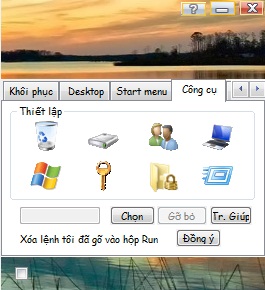 Khôi phục Desktop Start menu Công cụ
Thiết lập
Chọn Gỡ bỏ Tr. Giúp
Xóa lệnh tôi đã gõ vào hộp Run Đồng ý